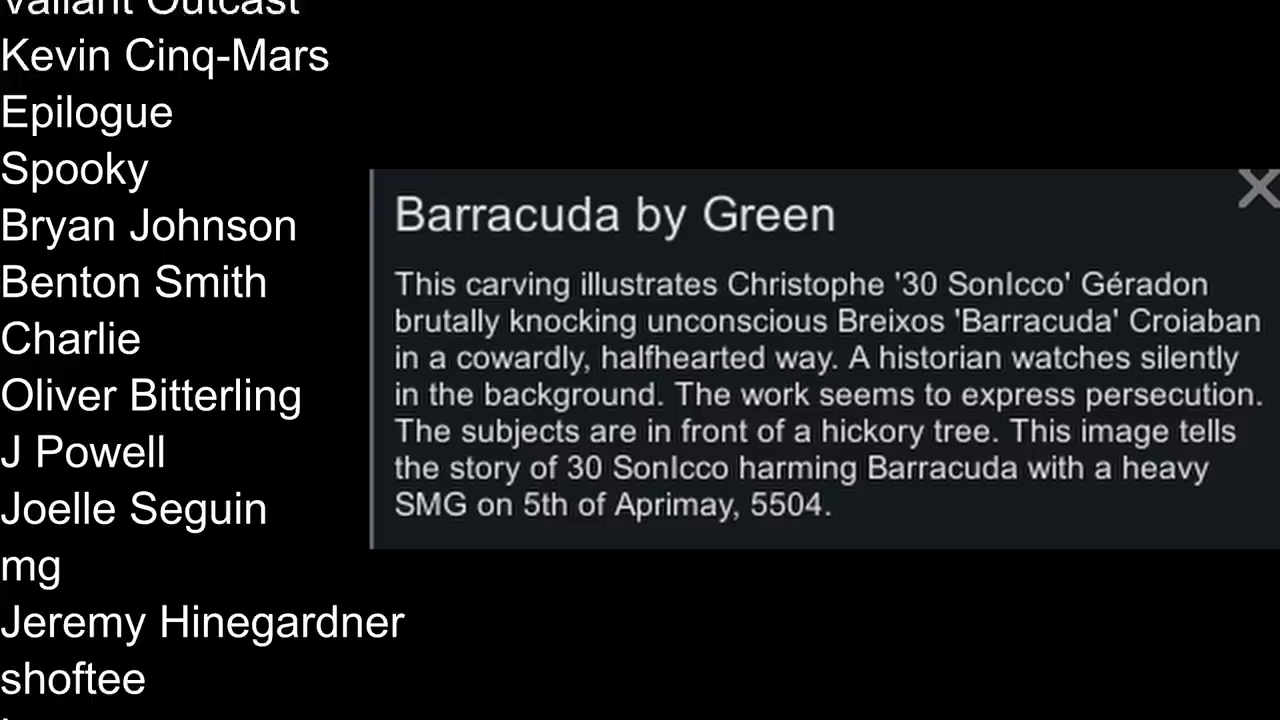 Valiant Outcast
Kevin Cinq-Mars
Epilogue
Spooky
Bryan Johnson
Benton Smith
Charlie
Oliver Bitterling
J Powell
Joelle Seguin
mg
Jeremy Hinegardner
shoftee
Barracuda by Green
This carving illustrates Christophe '30 SonIcco' Géradon
brutally knocking unconscious Breixos 'Barracuda' Croiaban
in a cowardly, halfhearted way. A historian watches silently
in the background. The work seems to express persecution.
The subjects are in front of a hickory tree. This image tells
the story of 30 SonIcco harming Barracuda with a heavy
SMG on 5th of Aprimay, 5504.